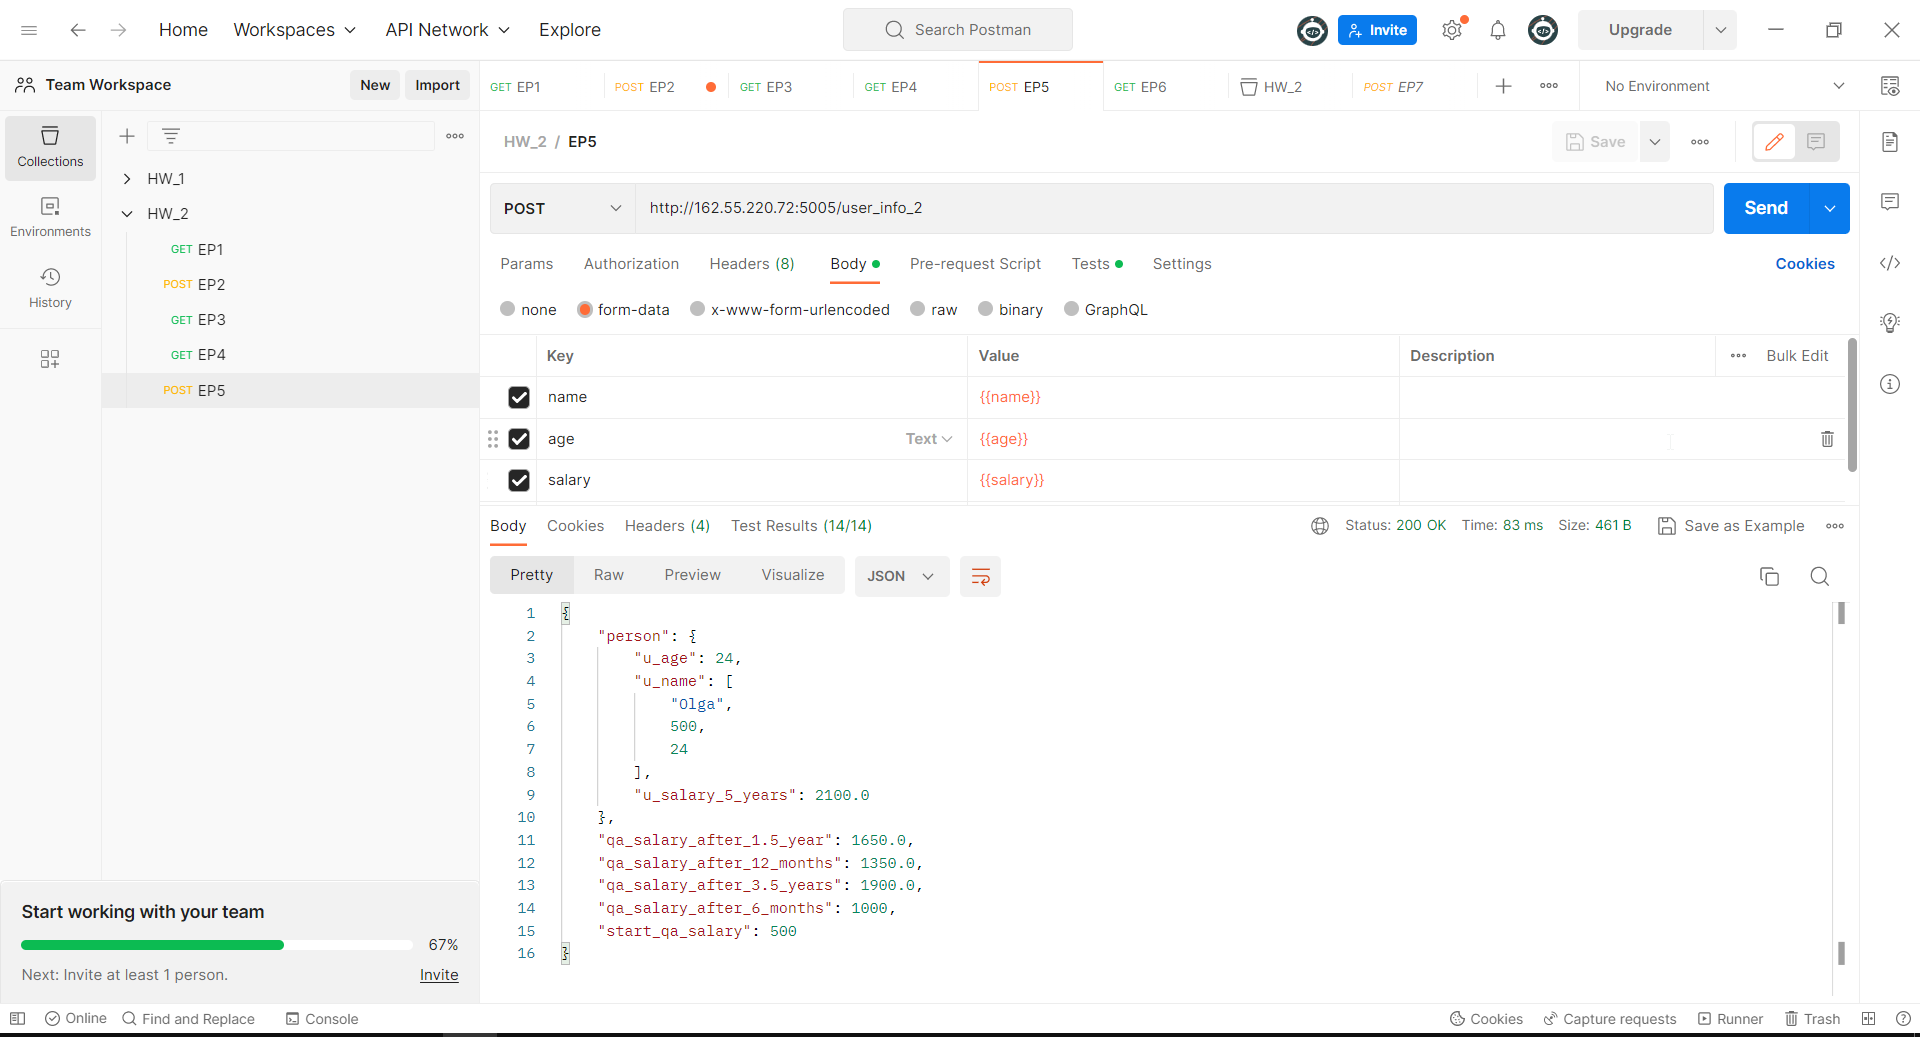 Home Workspaces API Network Explore Search Postman Invite Upgrade
Team Workspace New Import GET EP1 POST EP2 GET EP3 GET EP4 POST EP5 GET EP6 HW_2 POST EP7 No Environment
Collections
Environments
History
HW_1
HW_2
GET EP1
POST EP2
GET EP3
GET EP4
POST EP5
HW_2 / EP5 Save
POST http://162.55.220.72:5005/user_info_2 Send
Params Authorization Headers (8) Body Pre-request Script Tests Settings Cookies
none form-data x-www-form-urlencoded raw binary GraphQL
Key Value Description Bulk Edit
name {{name}}
age Text {{age}}
salary {{salary}}
Body Cookies Headers (4) Test Results (14/14) Status: 200 OK Time: 83 ms Size: 461 B Save as Example
Pretty Raw Preview Visualize JSON
1 {
2 "person": {
3 "u_age": 24,
4 "u_name": [
5 "Olga",
6 500,
7 24
8 ],
9 "u_salary_5_years": 2100.0
10 },
11 "qa_salary_after_1.5_year": 1650.0,
12 "qa_salary_after_12_months": 1350.0,
13 "qa_salary_after_3.5_years": 1900.0,
14 "qa_salary_after_6_months": 1000,
15 "start_qa_salary": 500
16 }
Start working with your team
67%
Next: Invite at least 1 person. Invite
Online Find and Replace Console Cookies Capture requests Runner Trash